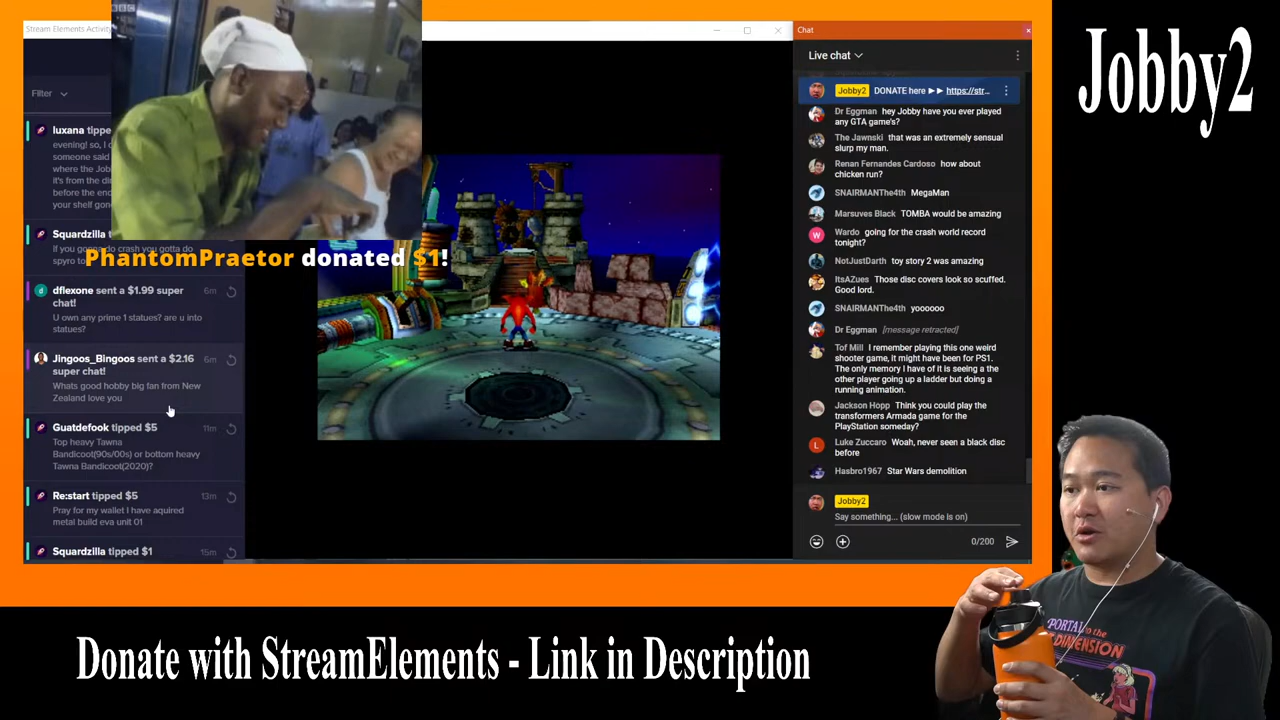 BBC
Stream Elements Activity
Filter
luxana tippe
evening! so, I
someone said
where the Job
it's from the di
before the en
your shelf gon
Squardzilla
If you gonna do crash you gotta do
spyro to
PhantomPraetor donated $1!
dflexone sent a $1.99 super
chat!
6m
U own any prime 1 statues? are u into
statues?
Jingoos_Bingoos sent a $2.16
super chat!
6m
Whats good hobby big fan from New
Zealand love you
Guatdefook tipped $5
11m
Top heavy Tawna
Bandicoot(90s/00s) or bottom heavy
Tawna Bandicoot(2020)?
Re:start tipped $5
13m
Pray for my wallet I have aquired
metal build eva unit 01
Squardzilla tipped $1
15m
Chat
Live chat
Jobby2 DONATE here ►► https://str...
Dr Eggman hey Jobby have you ever played
any GTA game's?
The Jawnski that was an extremely sensual
slurp my man.
Renan Fernandes Cardoso how about
chicken run?
SNAIRMANThe4th MegaMan
Marsuves Black TOMBA would be amazing
Wardo going for the crash world record
tonight?
NotJustDarth toy story 2 was amazing
ItsAZues Those disc covers look so scuffed.
Good lord.
SNAIRMANThe4th yoooooo
Dr Eggman [message retracted]
Tof Mill I remember playing this one weird
shooter game, it might have been for PS1.
The only memory I have of it is seeing a the
other player going up a ladder but doing a
running animation.
Jackson Hopp Think you could play the
transformers Armada game for the
PlayStation someday?
L
Luke Zuccaro Woah, never seen a black disc
before
Hasbro1967 Star Wars demolition
Jobby2
Say something... (slow mode is on)
0/200
Jobby2
PORTAL to the
DIMENSION
Donate with StreamElements - Link in Description